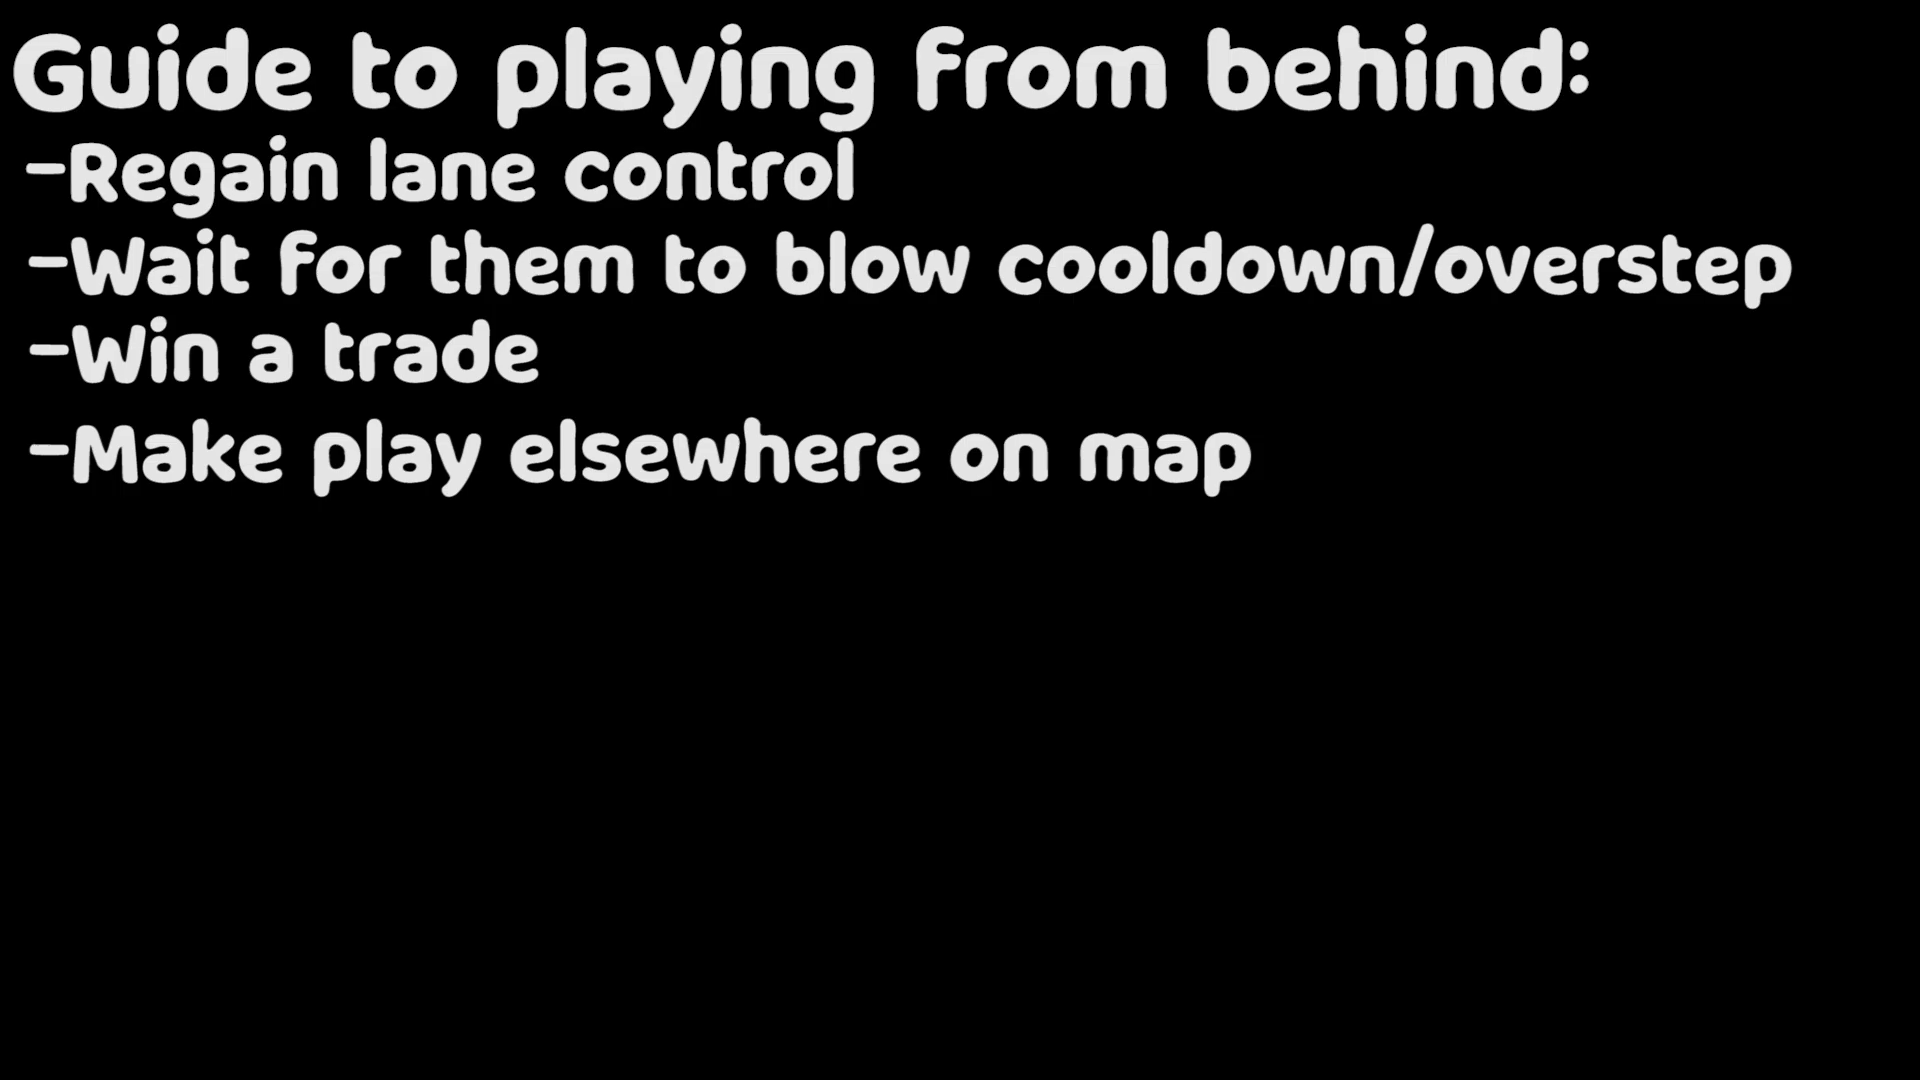 Guide to playing from behind:
-Regain lane control
-Wait for them to blow cooldown/overstep
-Win a trade
-Make play elsewhere on map